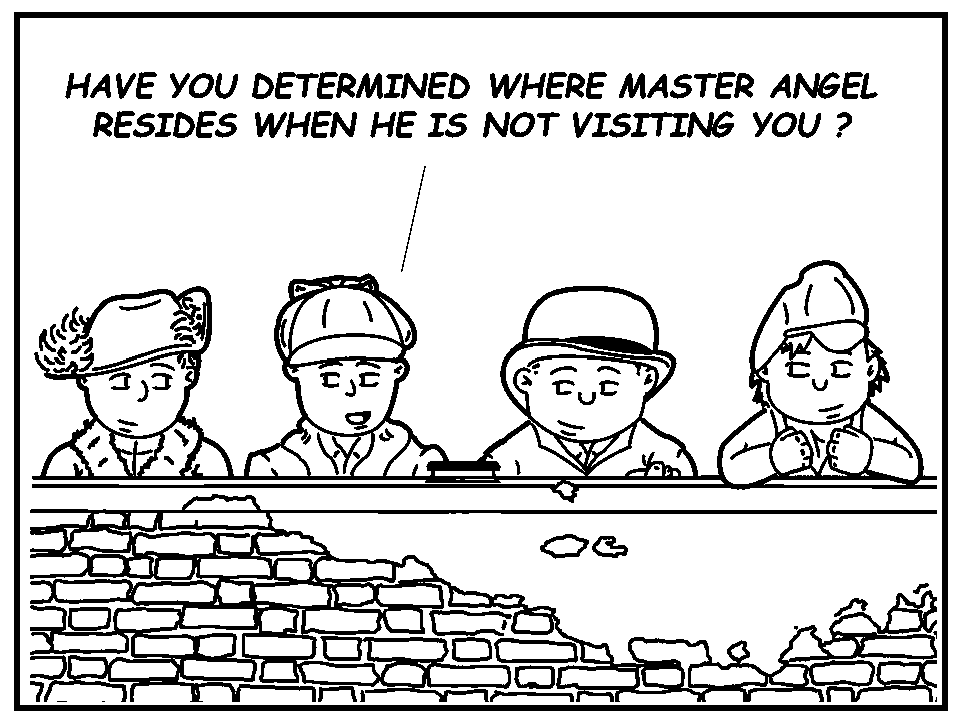 HAVE YOU DETERMINED WHERE MASTER ANGEL
RESIDES WHEN HE IS NOT VISITING YOU ?